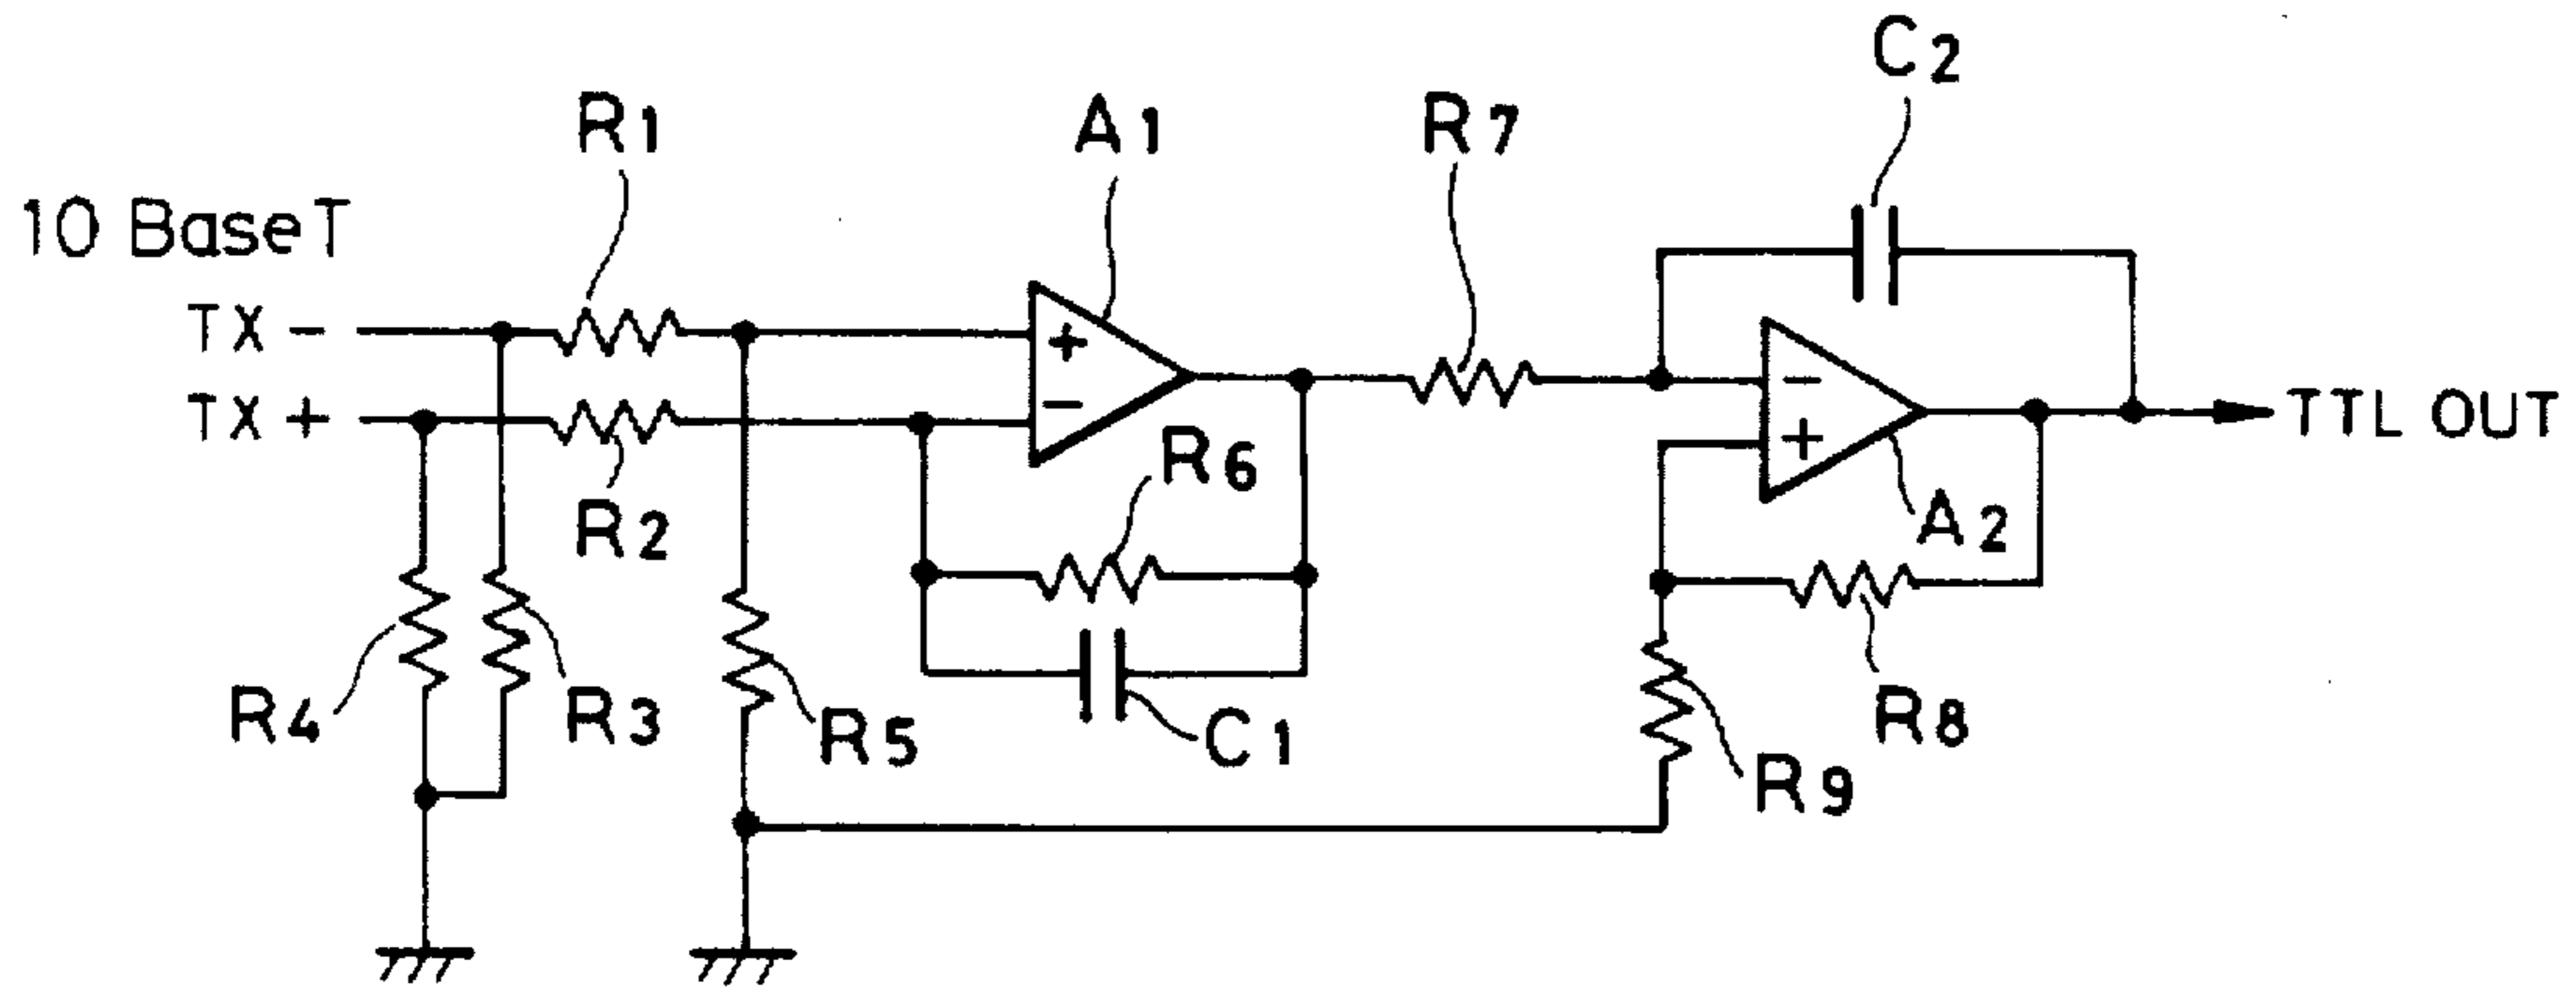 C2
R1
A1
R7
10 BaseT
TX -
+
-
TX +
-
+
TTL OUT
R6
R2
A2
R4
R3
R5
C1
R8
R9